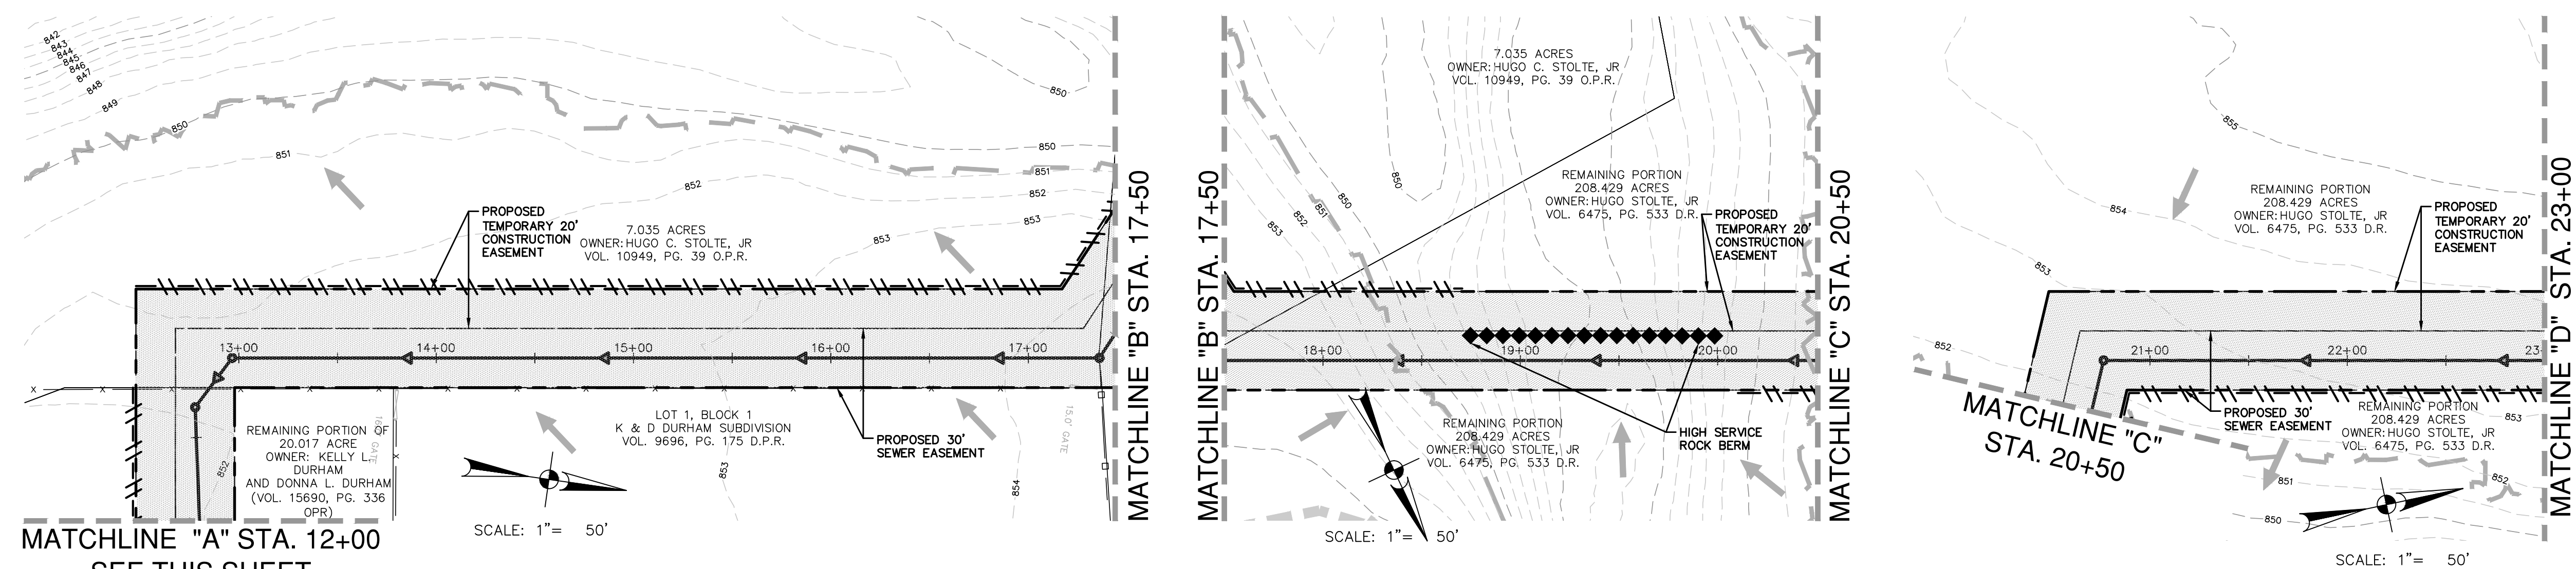 842
843
844
845
846
847
848
849
850
851
850
850
851
852
852
853
853
PROPOSED
TEMPORARY 20'
CONSTRUCTION
EASEMENT
7.035 ACRES
OWNER: HUGO C. STOLTE, JR
VOL. 10949, PG. 39 O.P.R.
13+00
14+00
15+00
16+00
17+00
REMAINING PORTION OF
20.017 ACRE
OWNER: KELLY L.
DURHAM
AND DONNA L. DURHAM
(VOL. 15690, PG. 336
OPR)
852
GATE
LOT 1, BLOCK 1
K & D DURHAM SUBDIVISION
VOL. 9696, PG. 175 D.P.R.
PROPOSED 30'
SEWER EASEMENT
853
854
15.0' GATE
SCALE: 1"= 50'
MATCHLINE "A" STA. 12+00
SEE THIS SHEET
MATCHLINE "B" STA. 17+50
MATCHLINE "B" STA. 17+50
7.035 ACRES
OWNER: HUGO C. STOLTE, JR
VOL. 10949, PG. 39 O.P.R.
850
850
851
852
853
REMAINING PORTION
208.429 ACRES
OWNER: HUGO STOLTE, JR
VOL. 6475, PG. 533 D.R.
PROPOSED
TEMPORARY 20'
CONSTRUCTION
EASEMENT
18+00
19+00
20+00
REMAINING PORTION
208.429 ACRES
OWNER: HUGO STOLTE, JR
VOL. 6475, PG. 533 D.R.
HIGH SERVICE
ROCK BERM
SCALE: 1"= 50'
MATCHLINE "C" STA. 20+50
855
854
853
852
REMAINING PORTION
208.429 ACRES
OWNER: HUGO STOLTE, JR
VOL. 6475, PG. 533 D.R.
PROPOSED
TEMPORARY 20'
CONSTRUCTION
EASEMENT
21+00
22+00
23
MATCHLINE "C"
STA. 20+50
PROPOSED 30'
SEWER EASEMENT
REMAINING PORTION
208.429 ACRES
OWNER: HUGO STOLTE, JR
VOL. 6475, PG. 533 D.R.
853
852
851
850
SCALE: 1"= 50'
MATCHLINE "D" STA. 23+00